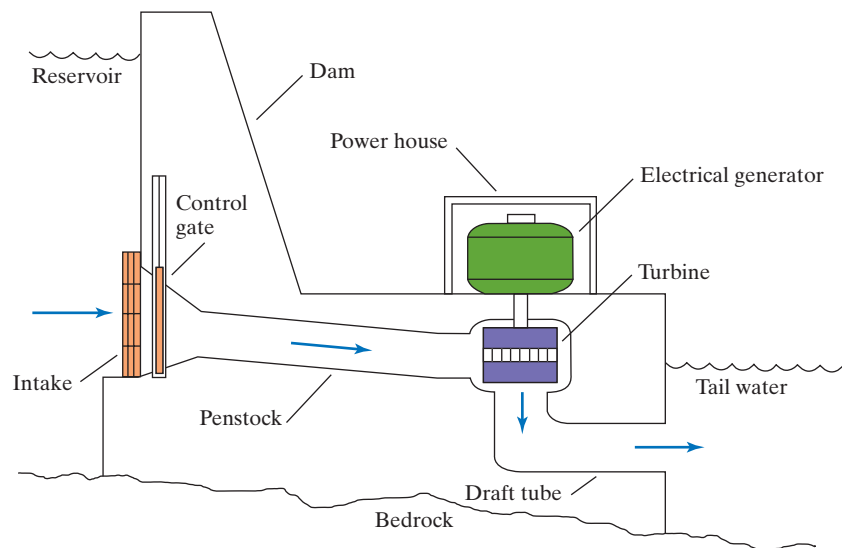 Reservoir
Dam
Power house
Electrical generator
Control
gate
Turbine
Intake
Tail water
Penstock
Draft tube
Bedrock